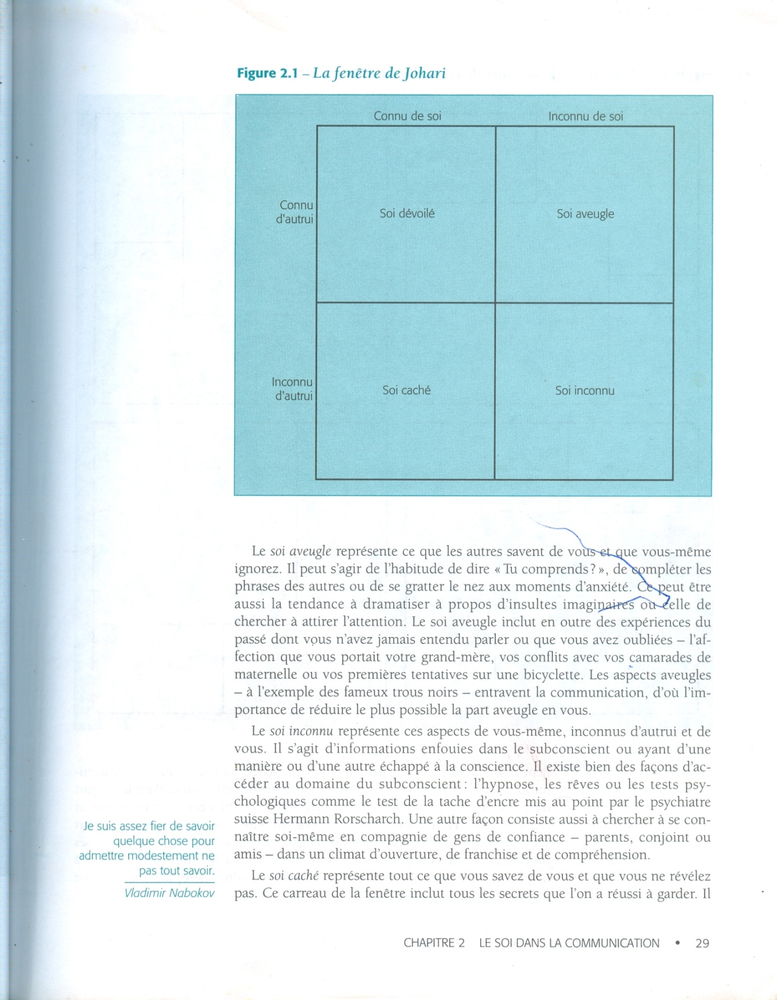 Figure 2.1 – La fenêtre de Johari
Connu de soi
Inconnu de soi
Connu
d'autrui
Soi dévoilé
Soi aveugle
Inconnu
d'autrui
Soi caché
Soi inconnu
Le soi aveugle représente ce que les autres savent de vous et que vous-même
ignorez. Il peut s'agir de l'habitude de dire « Tu comprends ? », de compléter les
phrases des autres ou de se gratter le nez aux moments d'anxiété. Ce peut être
aussi la tendance à dramatiser à propos d'insultes imaginaires ou celle de
chercher à attirer l'attention. Le soi aveugle inclut en outre des expériences du
passé dont vous n'avez jamais entendu parler ou que vous avez oubliées – l'af-
fection que vous portait votre grand-mère, vos conflits avec vos camarades de
maternelle ou vos premières tentatives sur une bicyclette. Les aspects aveugles
– à l'exemple des fameux trous noirs – entravent la communication, d'où l'im-
portance de réduire le plus possible la part aveugle en vous.
Le soi inconnu représente ces aspects de vous-même, inconnus d'autrui et de
vous. Il s'agit d'informations enfouies dans le subconscient ou ayant d'une
manière ou d'une autre échappé à la conscience. Il existe bien des façons d'ac-
céder au domaine du subconscient : l'hypnose, les rêves ou les tests psy-
chologiques comme le test de la tache d'encre mis au point par le psychiatre
suisse Hermann Rorscharch. Une autre façon consiste aussi à chercher à se con-
naître soi-même en compagnie de gens de confiance – parents, conjoint ou
amis – dans un climat d'ouverture, de franchise et de compréhension.
Le soi caché représente tout ce que vous savez de vous et que vous ne révélez
pas. Ce carreau de la fenêtre inclut tous les secrets que l'on a réussi à garder. Il
Je suis assez fier de savoir
quelque chose pour
admettre modestement ne
pas tout savoir.
Vladimir Nabokov
CHAPITRE 2 LE SOI DANS LA COMMUNICATION • 29